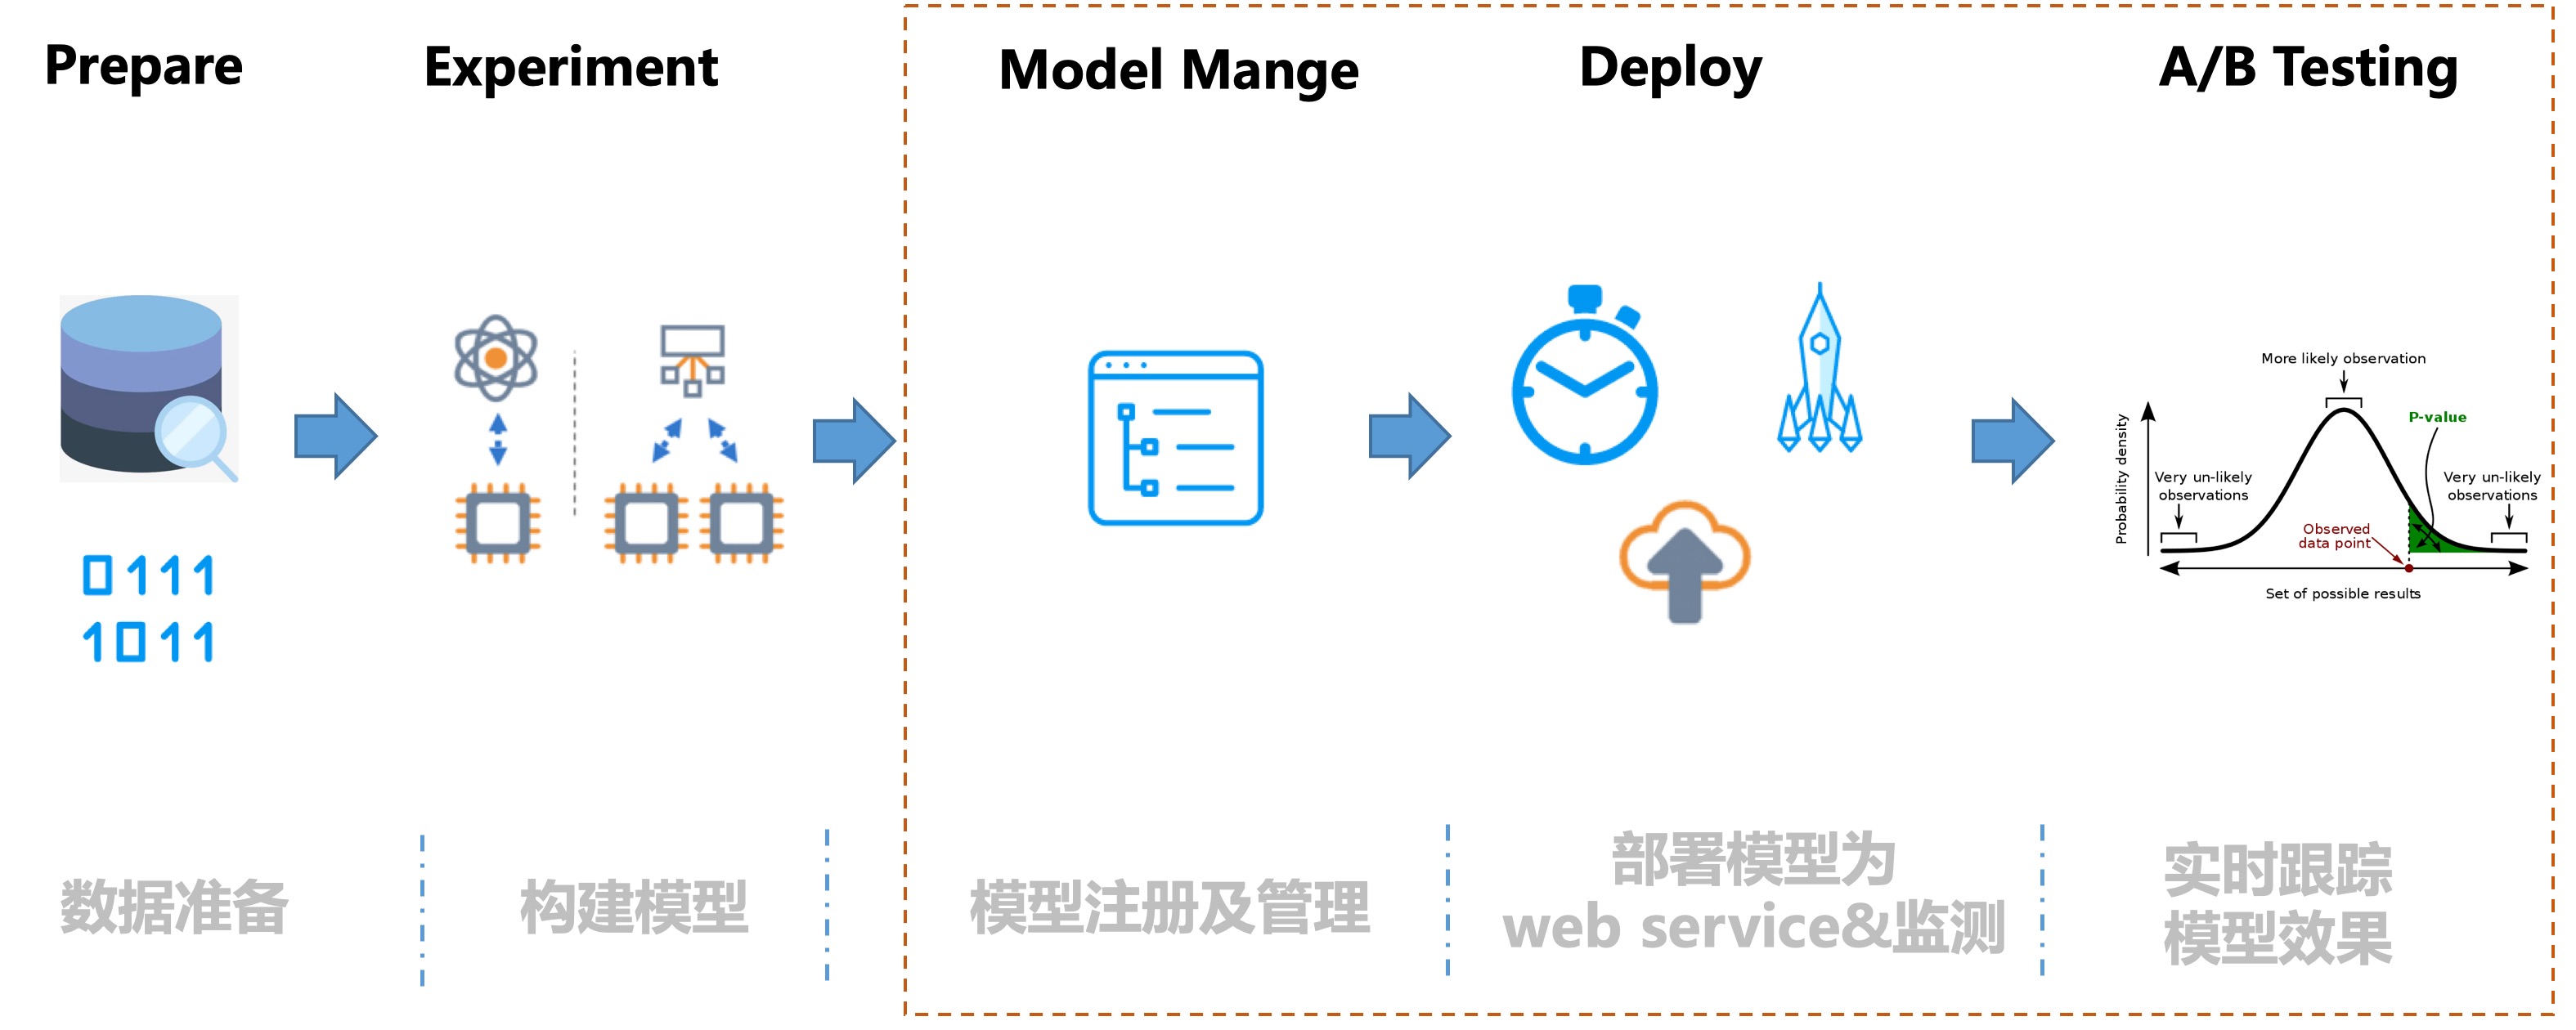 Prepare
Experiment
Model Mange
Deploy
A/B Testing
0111
1011
More likely observation
P-value
Probability density
Very un-likely
observations
Very un-likely
observations
Observed
data point
Set of possible results
数据准备
构建模型
模型注册及管理
部署模型为
web service&监测
实时跟踪
模型效果